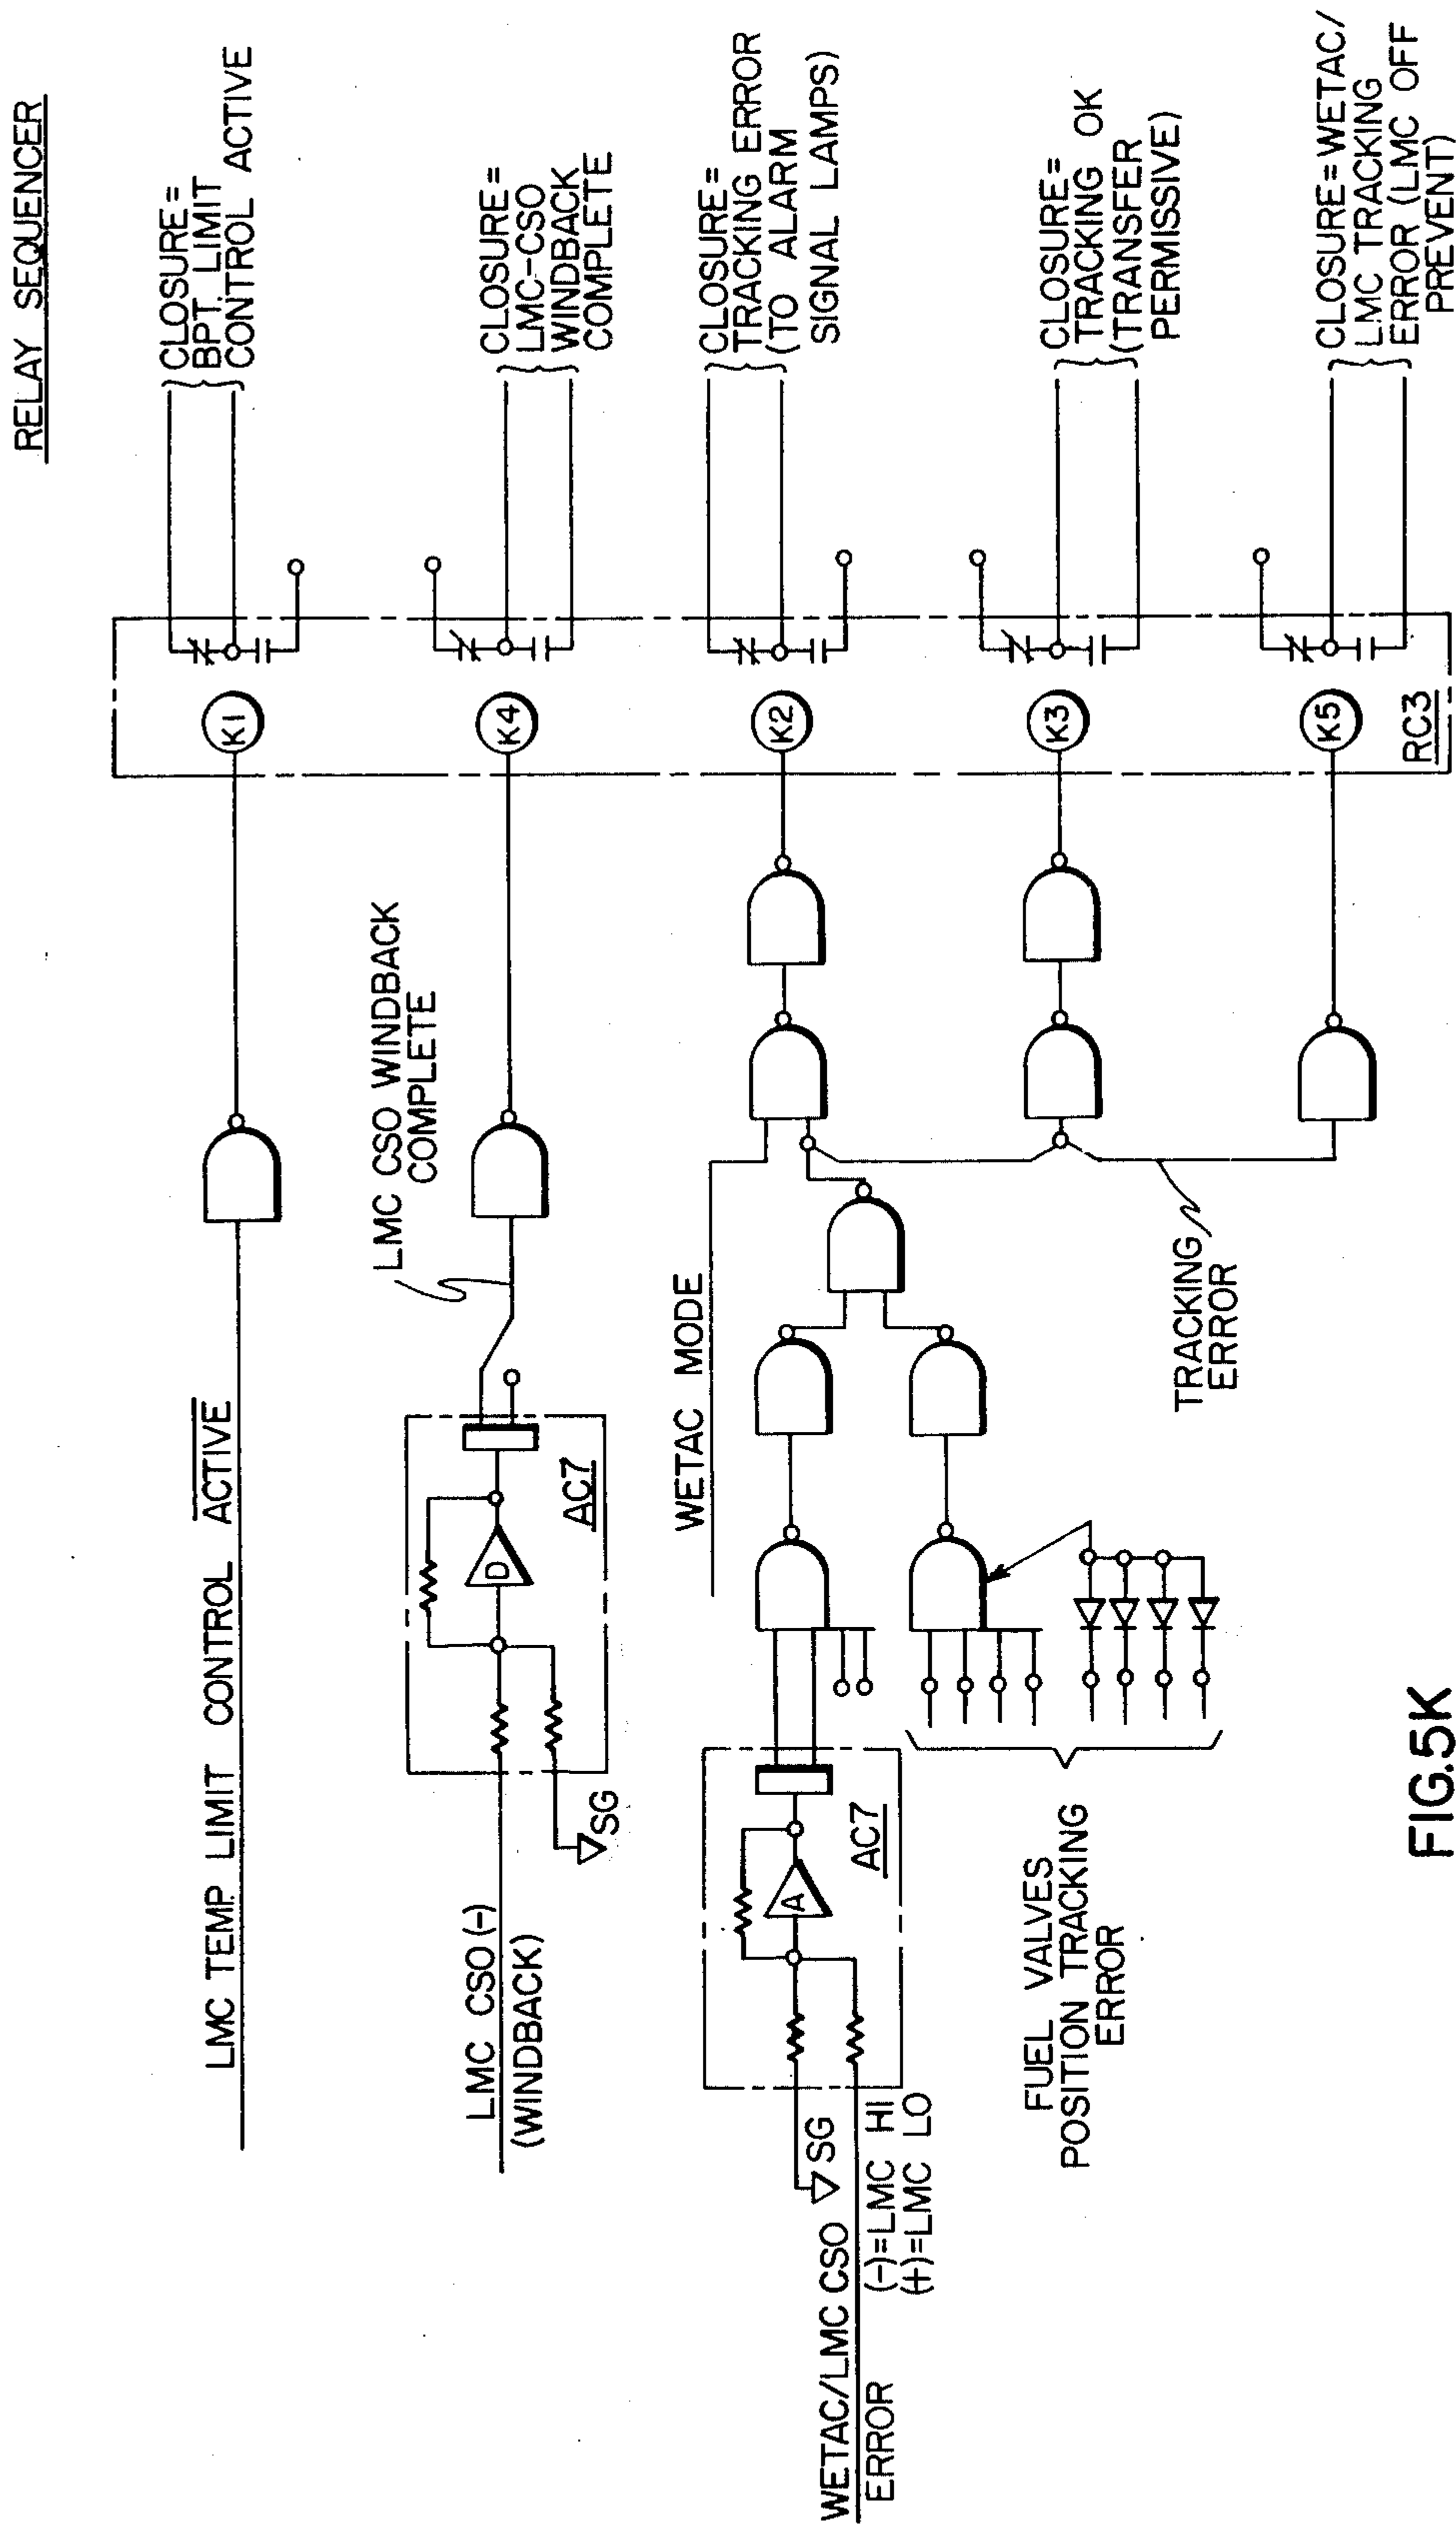 RELAY SEQUENCER
LMC TEMP. LIMIT CONTROL ACTIVE
K1
CLOSURE=
BPT. LIMIT
CONTROL ACTIVE
LMC CSO (-)
(WINDBACK)
SG
D
AC7
LMC CSO WINDBACK
COMPLETE
K4
CLOSURE=
LMC-CSO
WINDBACK
COMPLETE
WETAC MODE
WETAC/LMC CSO
ERROR
(-)=LMC HI
(+)=LMC LO
SG
A
AC7
K2
CLOSURE=
TRACKING ERROR
(TO ALARM
SIGNAL LAMPS)
FUEL VALVES
POSITION TRACKING
ERROR
TRACKING
ERROR
K3
CLOSURE=
TRACKING OK
(TRANSFER
PERMISSIVE)
K5
RC3
CLOSURE=WETAC/
LMC TRACKING
ERROR (LMC OFF
PREVENT)
FIG.5K